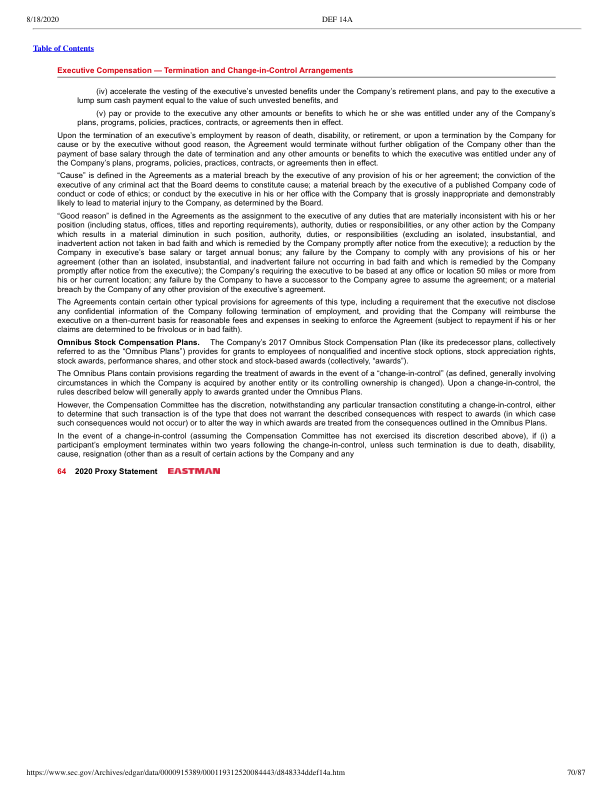 8/18/2020 DEF 14A
Table of Contents
Executive Compensation — Termination and Change-in-Control Arrangements
(iv) accelerate the vesting of the executive's unvested benefits under the Company's retirement plans, and pay to the executive a
lump sum cash payment equal to the value of such unvested benefits, and
(v) pay or provide to the executive any other amounts or benefits to which he or she was entitled under any of the Company's
plans, programs, policies, practices, contracts, or agreements then in effect.
Upon the termination of an executive's employment by reason of death, disability, or retirement, or upon a termination by the Company for
cause or by the executive without good reason, the Agreement would terminate without further obligation of the Company other than the
payment of base salary through the date of termination and any other amounts or benefits to which the executive was entitled under any of
the Company's plans, programs, policies, practices, contracts, or agreements then in effect.
“Cause” is defined in the Agreements as a material breach by the executive of any provision of his or her agreement; the conviction of the
executive of any criminal act that the Board deems to constitute cause; a material breach by the executive of a published Company code of
conduct or code of ethics; or conduct by the executive in his or her office with the Company that is grossly inappropriate and demonstrably
likely to lead to material injury to the Company, as determined by the Board.
“Good reason” is defined in the Agreements as the assignment to the executive of any duties that are materially inconsistent with his or her
position (including status, offices, titles and reporting requirements), authority, duties or responsibilities, or any other action by the Company
which results in a material diminution in such position, authority, duties, or responsibilities (excluding an isolated, insubstantial, and
inadvertent action not taken in bad faith and which is remedied by the Company promptly after notice from the executive); a reduction by the
Company in executive's base salary or target annual bonus; any failure by the Company to comply with any provisions of his or her
agreement (other than an isolated, insubstantial, and inadvertent failure not occurring in bad faith and which is remedied by the Company
promptly after notice from the executive); the Company's requiring the executive to be based at any office or location 50 miles or more from
his or her current location; any failure by the Company to have a successor to the Company agree to assume the agreement; or a material
breach by the Company of any other provision of the executive's agreement.
The Agreements contain certain other typical provisions for agreements of this type, including a requirement that the executive not disclose
any confidential information of the Company following termination of employment, and providing that the Company will reimburse the
executive on a then-current basis for reasonable fees and expenses in seeking to enforce the Agreement (subject to repayment if his or her
claims are determined to be frivolous or in bad faith).
Omnibus Stock Compensation Plans. The Company's 2017 Omnibus Stock Compensation Plan (like its predecessor plans, collectively
referred to as the “Omnibus Plans”) provides for grants to employees of nonqualified and incentive stock options, stock appreciation rights,
stock awards, performance shares, and other stock and stock-based awards (collectively, “awards”).
The Omnibus Plans contain provisions regarding the treatment of awards in the event of a “change-in-control” (as defined, generally involving
circumstances in which the Company is acquired by another entity or its controlling ownership is changed). Upon a change-in-control, the
rules described below will generally apply to awards granted under the Omnibus Plans.
However, the Compensation Committee has the discretion, notwithstanding any particular transaction constituting a change-in-control, either
to determine that such transaction is of the type that does not warrant the described consequences with respect to awards (in which case
such consequences would not occur) or to alter the way in which awards are treated from the consequences outlined in the Omnibus Plans.
In the event of a change-in-control (assuming the Compensation Committee has not exercised its discretion described above), if (i) a
participant's employment terminates within two years following the change-in-control, unless such termination is due to death, disability,
cause, resignation (other than as a result of certain actions by the Company and any
64 2020 Proxy Statement EASTMAN
https://www.sec.gov/Archives/edgar/data/0000915389/000119312520084443/d848334ddef14a.htm 70/87